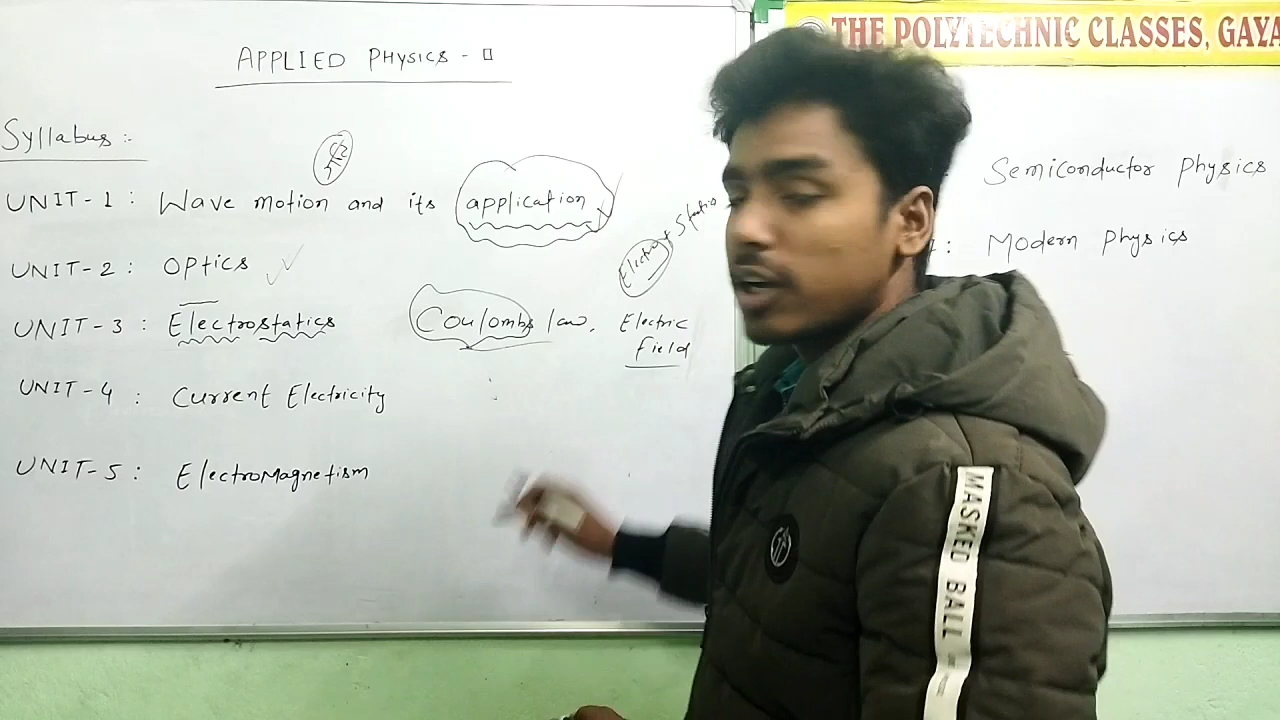 THE POLYTECHNIC CLASSES, GAYA
APPLIED PHYSICS - II
Syllabus :-
UNIT-1 : Wave motion and its application
UNIT-2 : Optics
UNIT-3 : Electrostatics Coulombs law, Electric field
Electro
UNIT-4 : Current Electricity
UNIT-5 : ElectroMagnetism
Semiconductor Physics
: Modern Physics
MASKED BALL